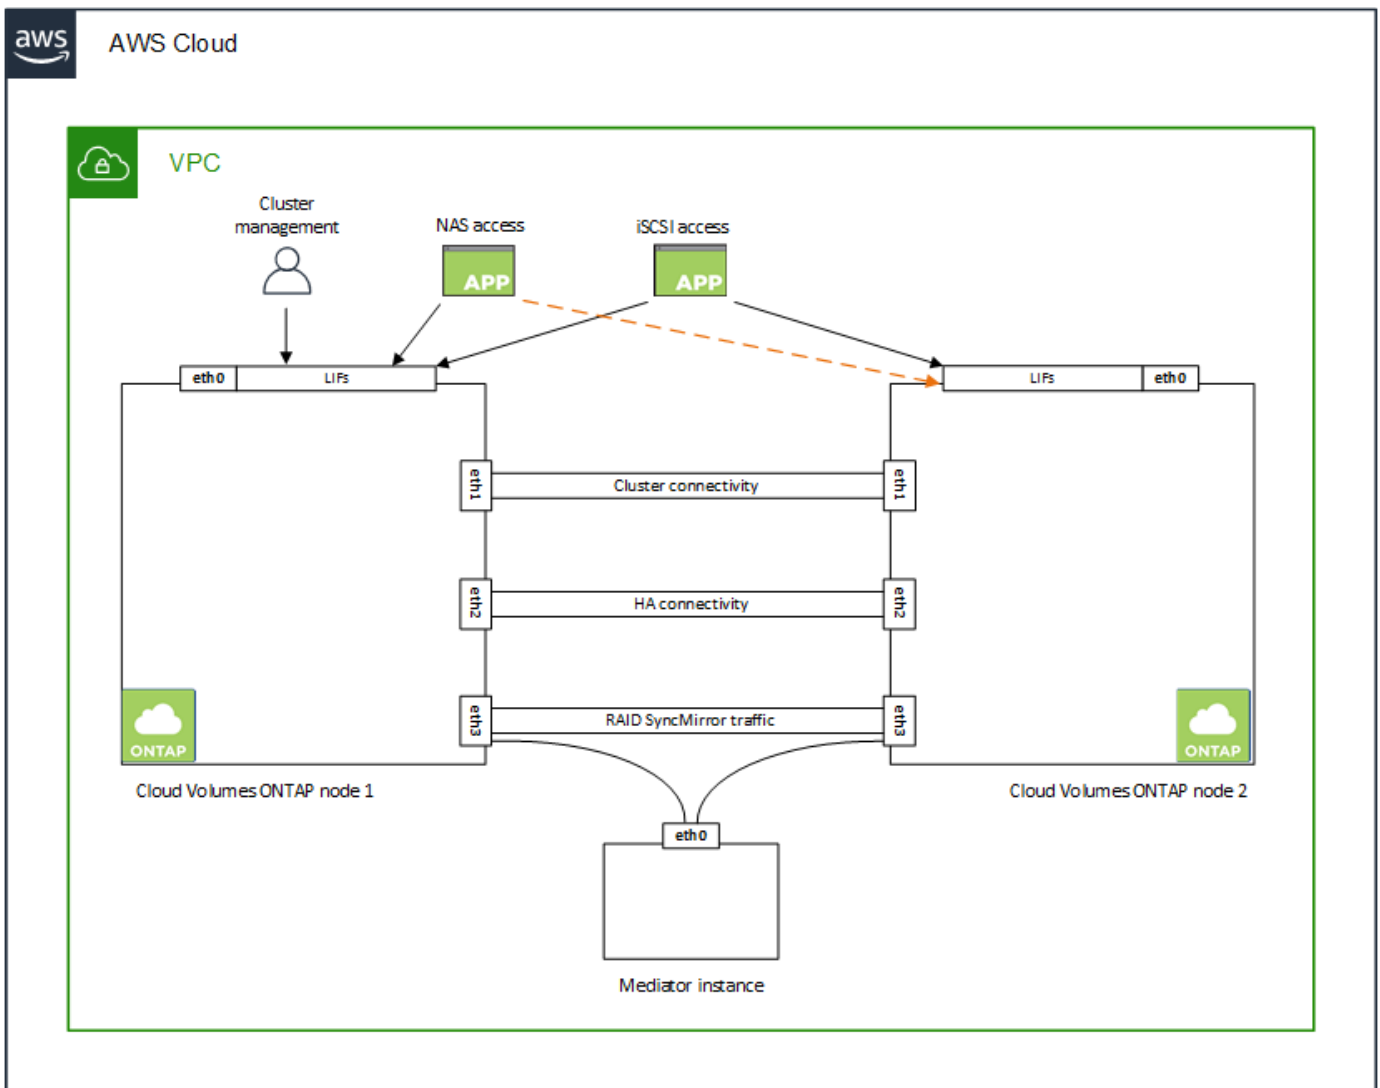 aws
AWS Cloud
VPC
Cluster
management
NAS access
iSCSI access
APP
APP
eth0
LIFs
LIFs
eth0
eth1
Cluster connectivity
eth1
eth2
HA connectivity
eth2
eth3
RAID SyncMirror traffic
eth3
ONTAP
ONTAP
Cloud Volumes ONTAP node 1
Cloud Volumes ONTAP node 2
eth0
Mediator instance